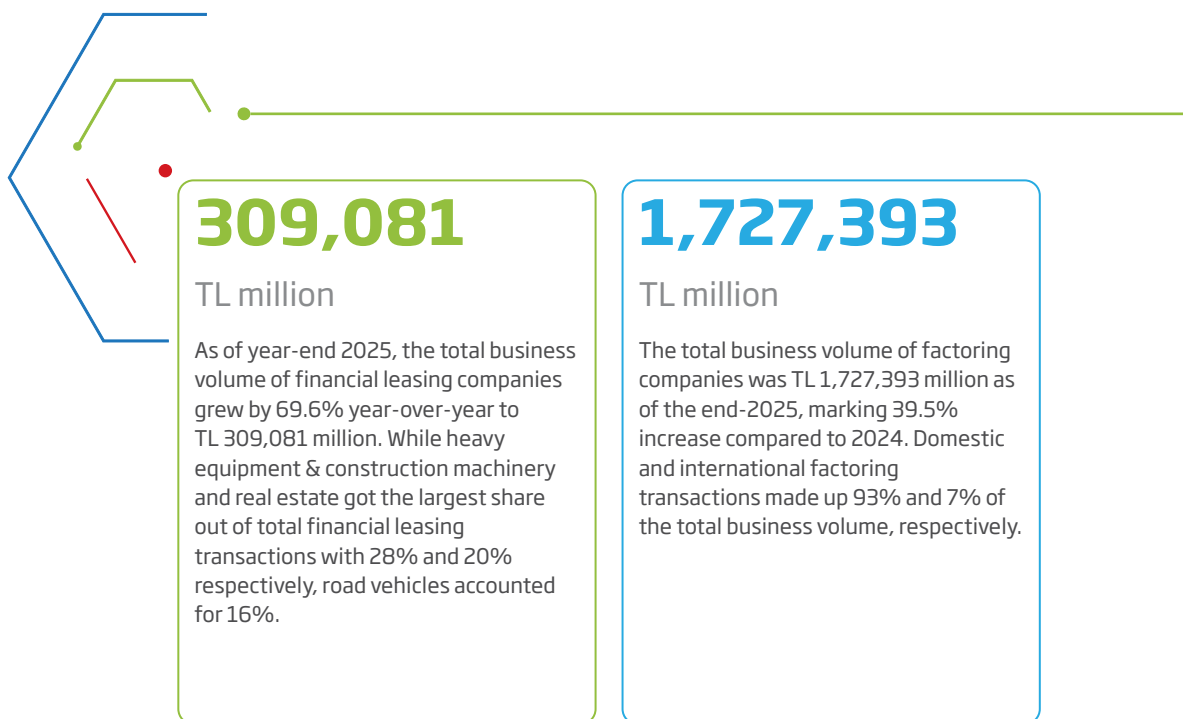 309,081
TL million
As of year-end 2025, the total business
volume of financial leasing companies
grew by 69.6% year-over-year to
TL 309,081 million. While heavy
equipment & construction machinery
and real estate got the largest share
out of total financial leasing
transactions with 28% and 20%
respectively, road vehicles accounted
for 16%.
1,727,393
TL million
The total business volume of factoring
companies was TL 1,727,393 million as
of the end-2025, marking 39.5%
increase compared to 2024. Domestic
and international factoring
transactions made up 93% and 7% of
the total business volume, respectively.